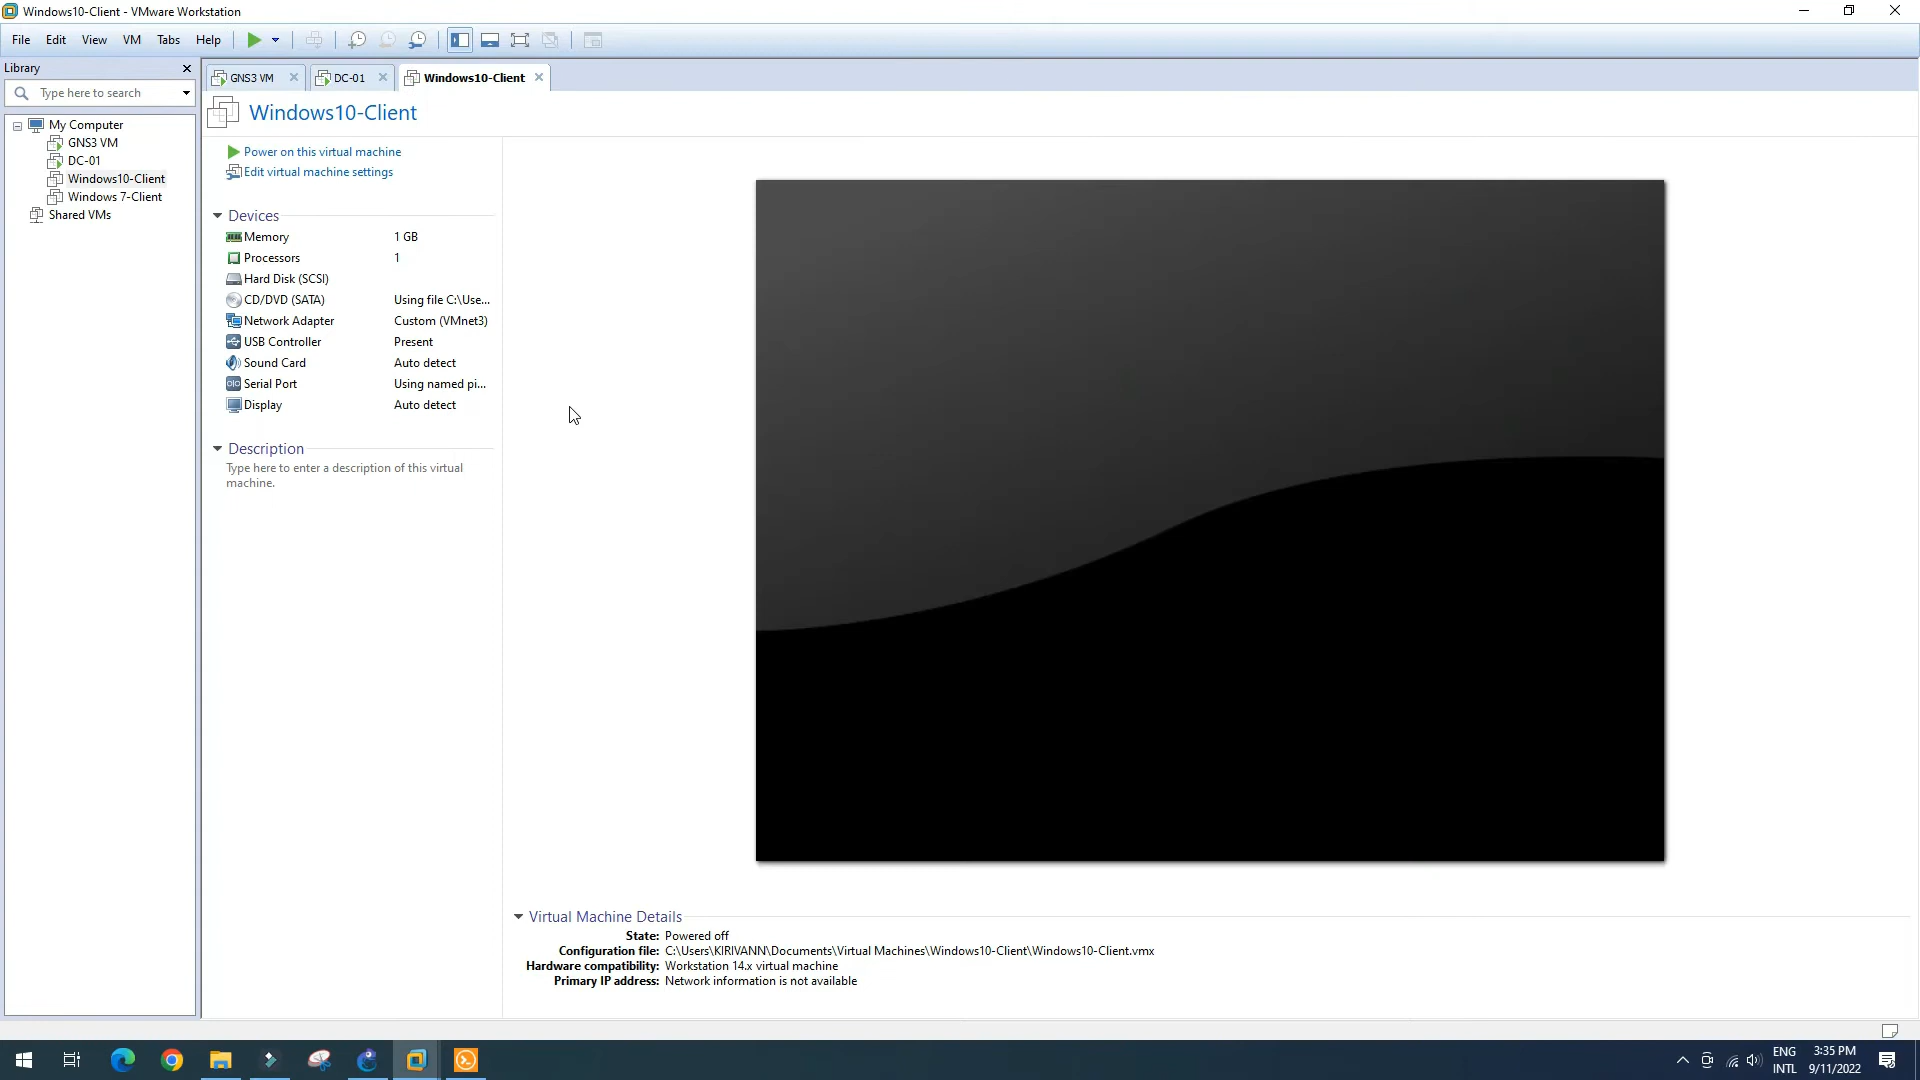 Windows10-Client - VMware Workstation
File Edit View VM Tabs Help
Library
Type here to search
My Computer
GNS3 VM
DC-01
Windows10-Client
Windows 7-Client
Shared VMs
GNS3 VM DC-01 Windows10-Client
Windows10-Client
Power on this virtual machine
Edit virtual machine settings
Devices
Memory 1 GB
Processors 1
Hard Disk (SCSI)
CD/DVD (SATA) Using file C:\Use...
Network Adapter Custom (VMnet3)
USB Controller Present
Sound Card Auto detect
Serial Port Using named pi...
Display Auto detect
Description
Type here to enter a description of this virtual
machine.
Virtual Machine Details
State: Powered off
Configuration file: C:\Users\KIRIVANN\Documents\Virtual Machines\Windows10-Client\Windows10-Client.vmx
Hardware compatibility: Workstation 14.x virtual machine
Primary IP address: Network information is not available
ENG 3:35 PM
INTL 9/11/2022